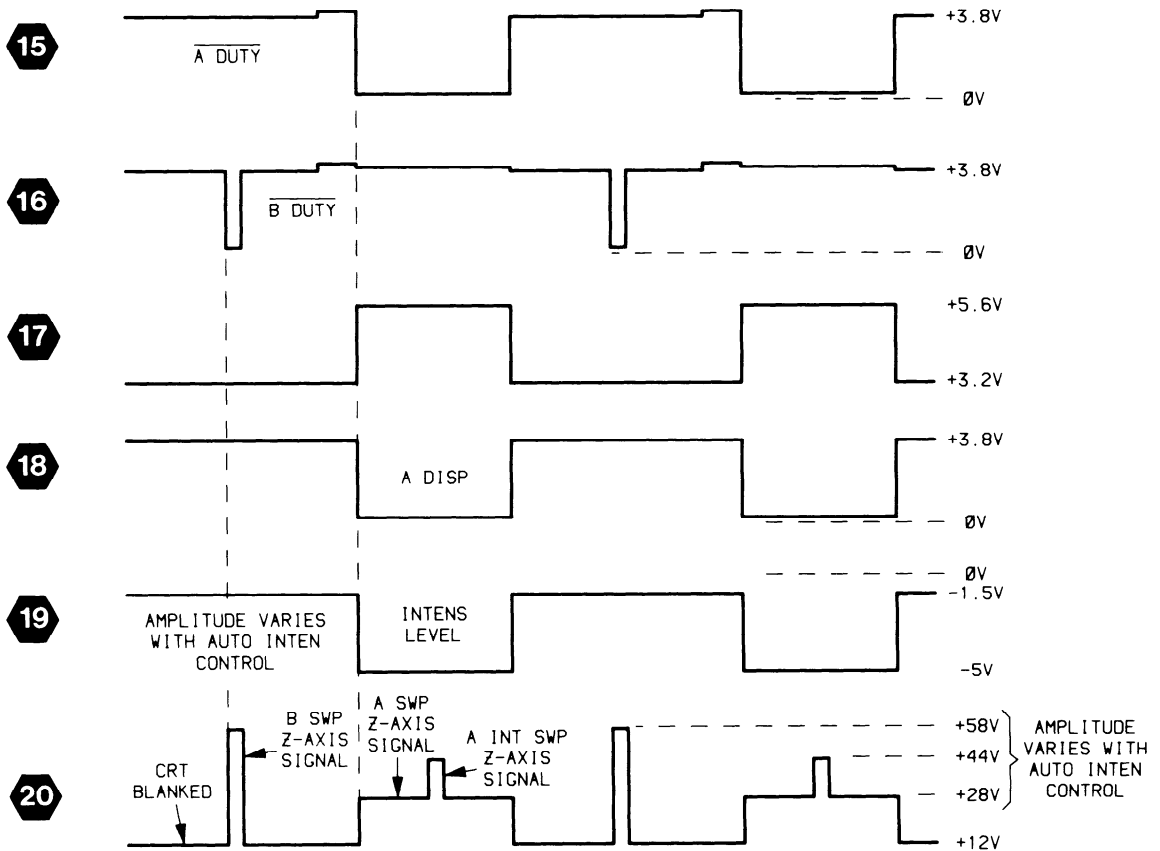 15
A DUTY
+3.8V
ØV
16
B DUTY
+3.8V
ØV
17
+5.6V
+3.2V
18
A DISP
+3.8V
ØV
19
ØV
-1.5V
AMPLITUDE VARIES
WITH AUTO INTEN
CONTROL
INTENS
LEVEL
-5V
20
CRT
BLANKED
B SWP
Z-AXIS
SIGNAL
A SWP
Z-AXIS
SIGNAL
A INT SWP
Z-AXIS
SIGNAL
+58V
+44V
+28V
+12V
AMPLITUDE
VARIES WITH
AUTO INTEN
CONTROL